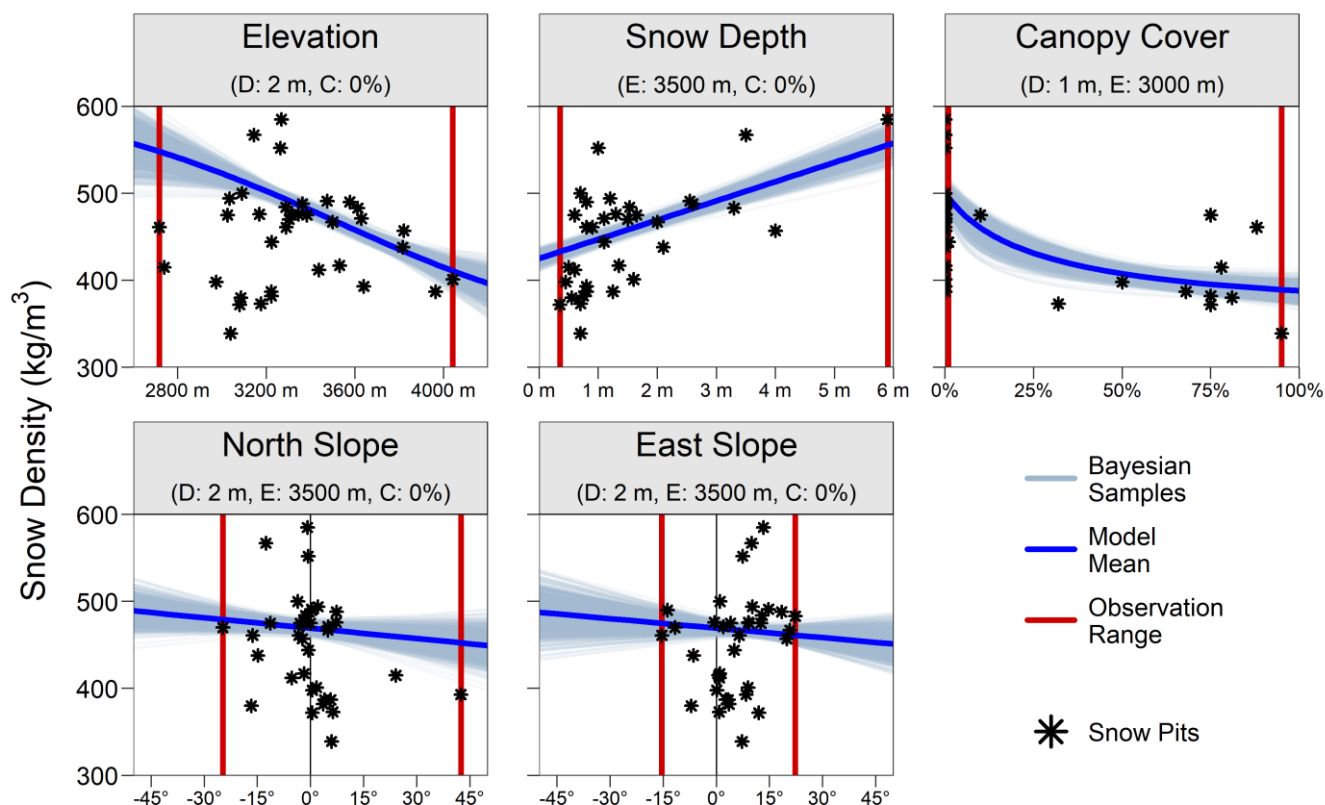 Elevation
(D: 2 m, C: 0%)
Snow Depth
(E: 3500 m, C: 0%)
Canopy Cover
(D: 1 m, E: 3000 m)
Snow Density (kg/m³)
600
500
400
300
2800 m 3200 m 3600 m 4000 m
0 m 1 m 2 m 3 m 4 m 5 m 6 m
0% 25% 50% 75% 100%
North Slope
(D: 2 m, E: 3500 m, C: 0%)
East Slope
(D: 2 m, E: 3500 m, C: 0%)
600
500
400
300
-45° -30° -15° 0° 15° 30° 45°
-45° -30° -15° 0° 15° 30° 45°
Bayesian
Samples
Model
Mean
Observation
Range
Snow Pits